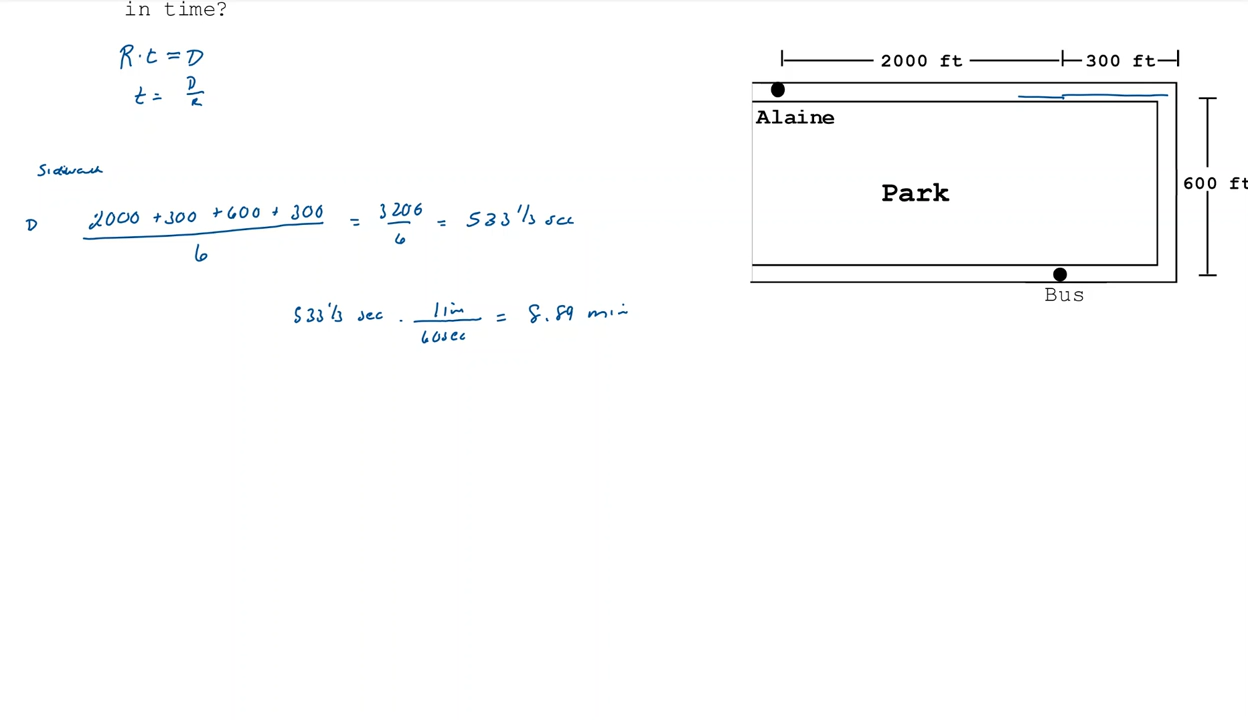 in time?
R·t = D
t = D/R
Sidewalk
D (2000 + 300 + 600 + 300)/6 = 3200/6 = 533 1/3 sec
533 1/3 sec · 1 min/60 sec = 8.89 min
2000 ft 300 ft
Alaine
Park
600 ft
Bus